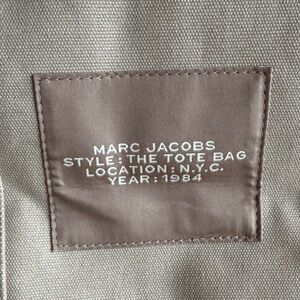 MARC JACOBS
STYLE: THE TOTE BAG
LOCATION: N.Y.C.
YEAR: 1984